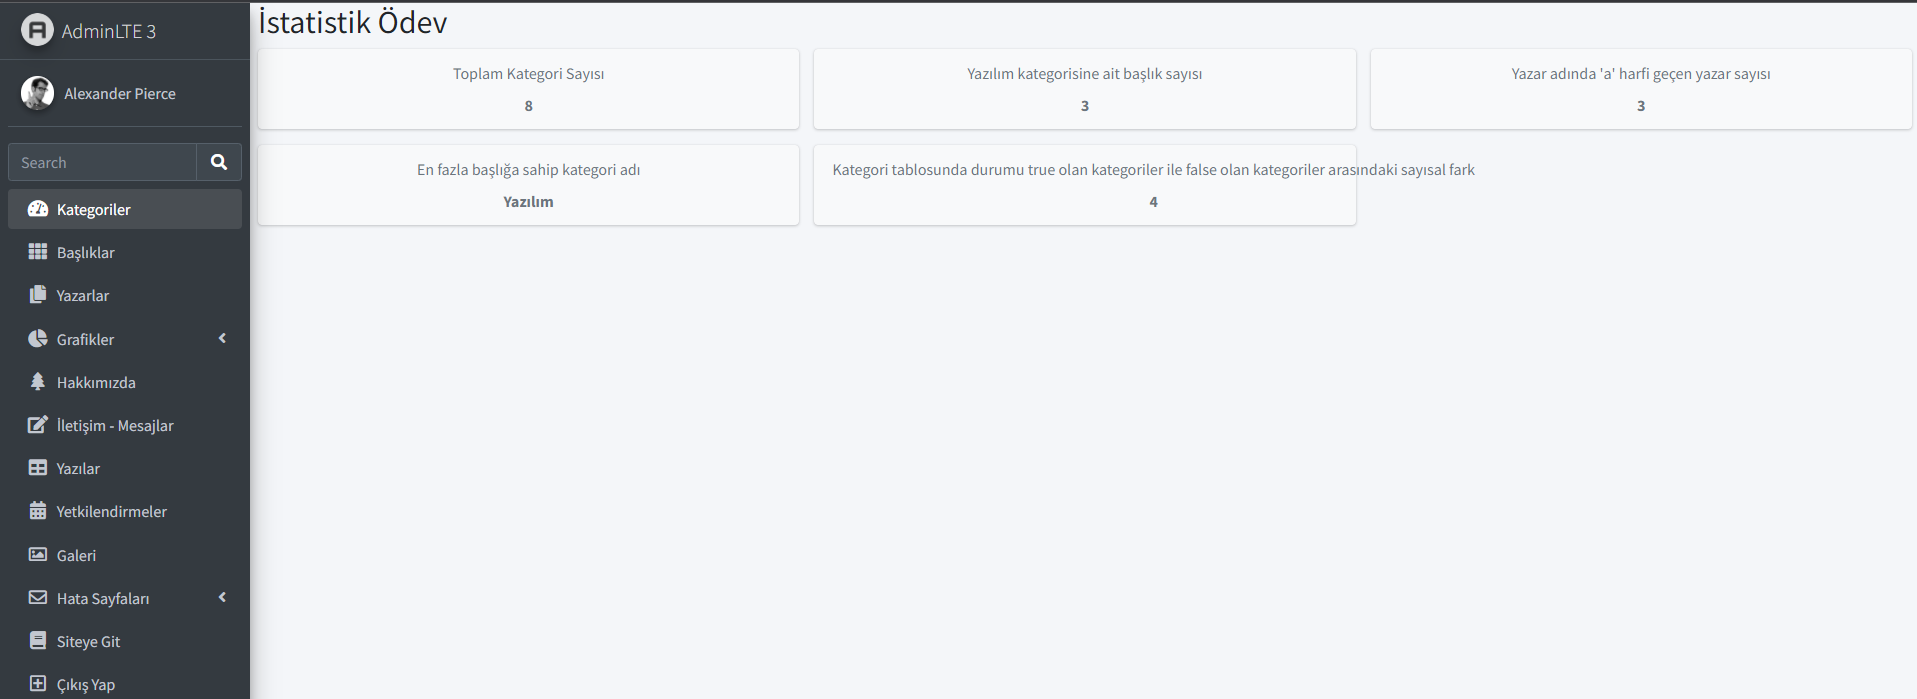 AdminLTE 3
Alexander Pierce
Search
Kategoriler
Başlıklar
Yazarlar
Grafikler
Hakkımızda
İletişim - Mesajlar
Yazılar
Yetkilendirmeler
Galeri
Hata Sayfaları
Siteye Git
Çıkış Yap
İstatistik Ödev
Toplam Kategori Sayısı
8
Yazılım kategorisine ait başlık sayısı
3
Yazar adında 'a' harfi geçen yazar sayısı
3
En fazla başlığa sahip kategori adı
Yazılım
Kategori tablosunda durumu true olan kategoriler ile false olan kategoriler arasındaki sayısal fark
4